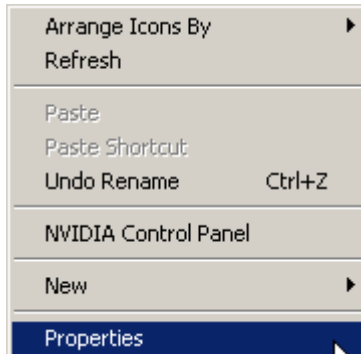 Arrange Icons By
Refresh
Paste
Paste Shortcut
Undo Rename Ctrl+Z
NVIDIA Control Panel
New
Properties